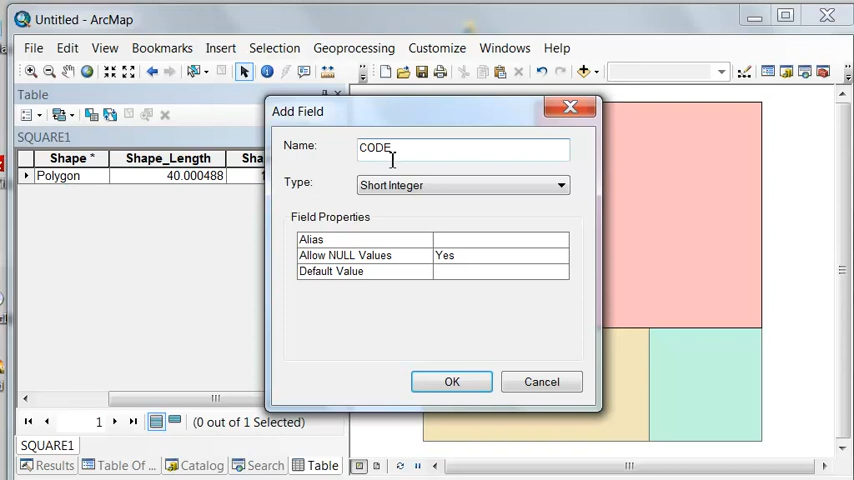 Untitled - ArcMap
File Edit View Bookmarks Insert Selection Geoprocessing Customize Windows Help
Table
SQUARE1
Shape * Shape_Length
Polygon 40.000488
Add Field
Name: CODE
Type: Short Integer
Field Properties
Alias
Allow NULL Values Yes
Default Value
OK Cancel
1 (0 out of 1 Selected)
SQUARE1
Results Table Of ... Catalog Search Table